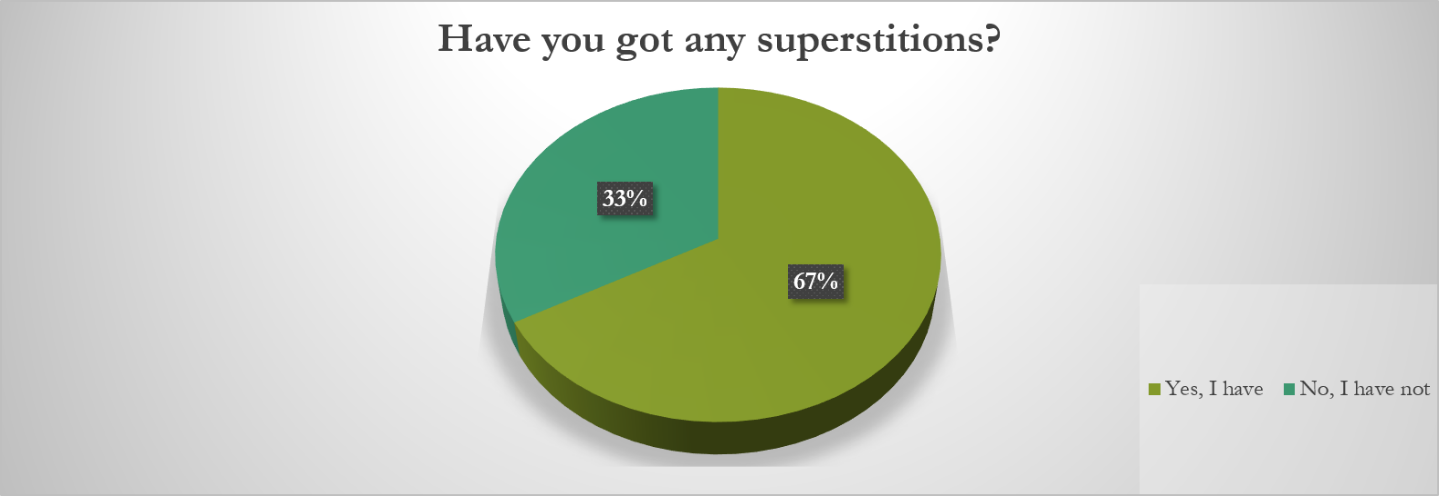 Have you got any superstitions?
33%
67%
Yes, I have No, I have not